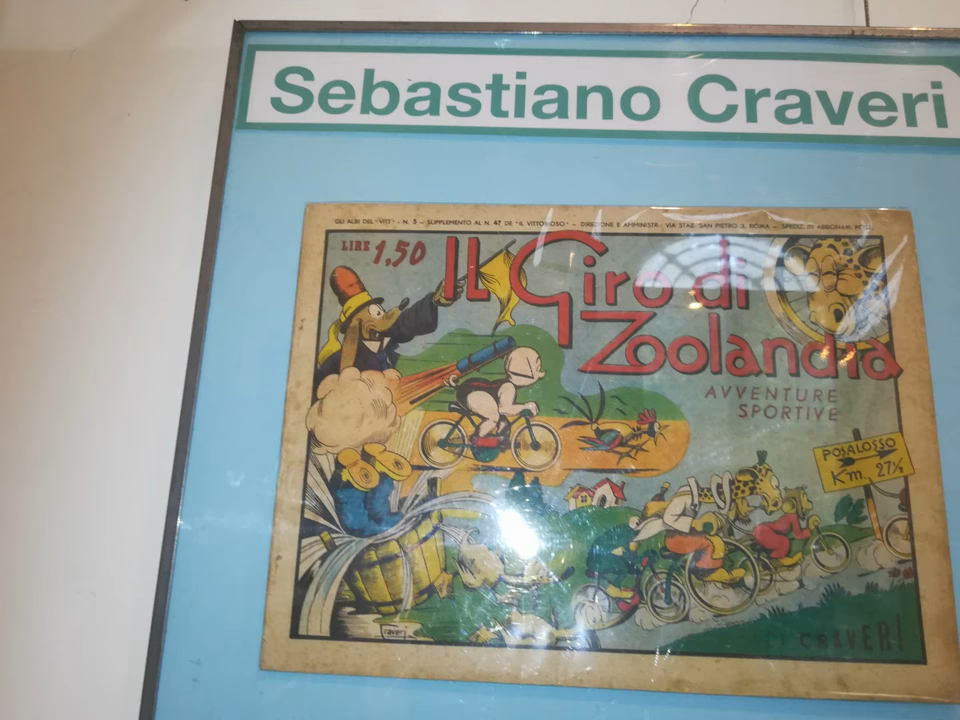 Sebastiano Craveri
GLI ALBI DEL "VITT" - N. 5 - SUPPLEMENTO AL N. 47 DE "IL VITTORIOSO" - DIREZIONE E AMMINISTR.: VIA STAZ. SAN PIETRO 3, ROMA - SPEDIZ. IN ABBONAM.
LIRE 1,50
IL Giro di
Zoolandia
AVVENTURE
SPORTIVE
POSALOSSO
Km. 27½
CRAVERI